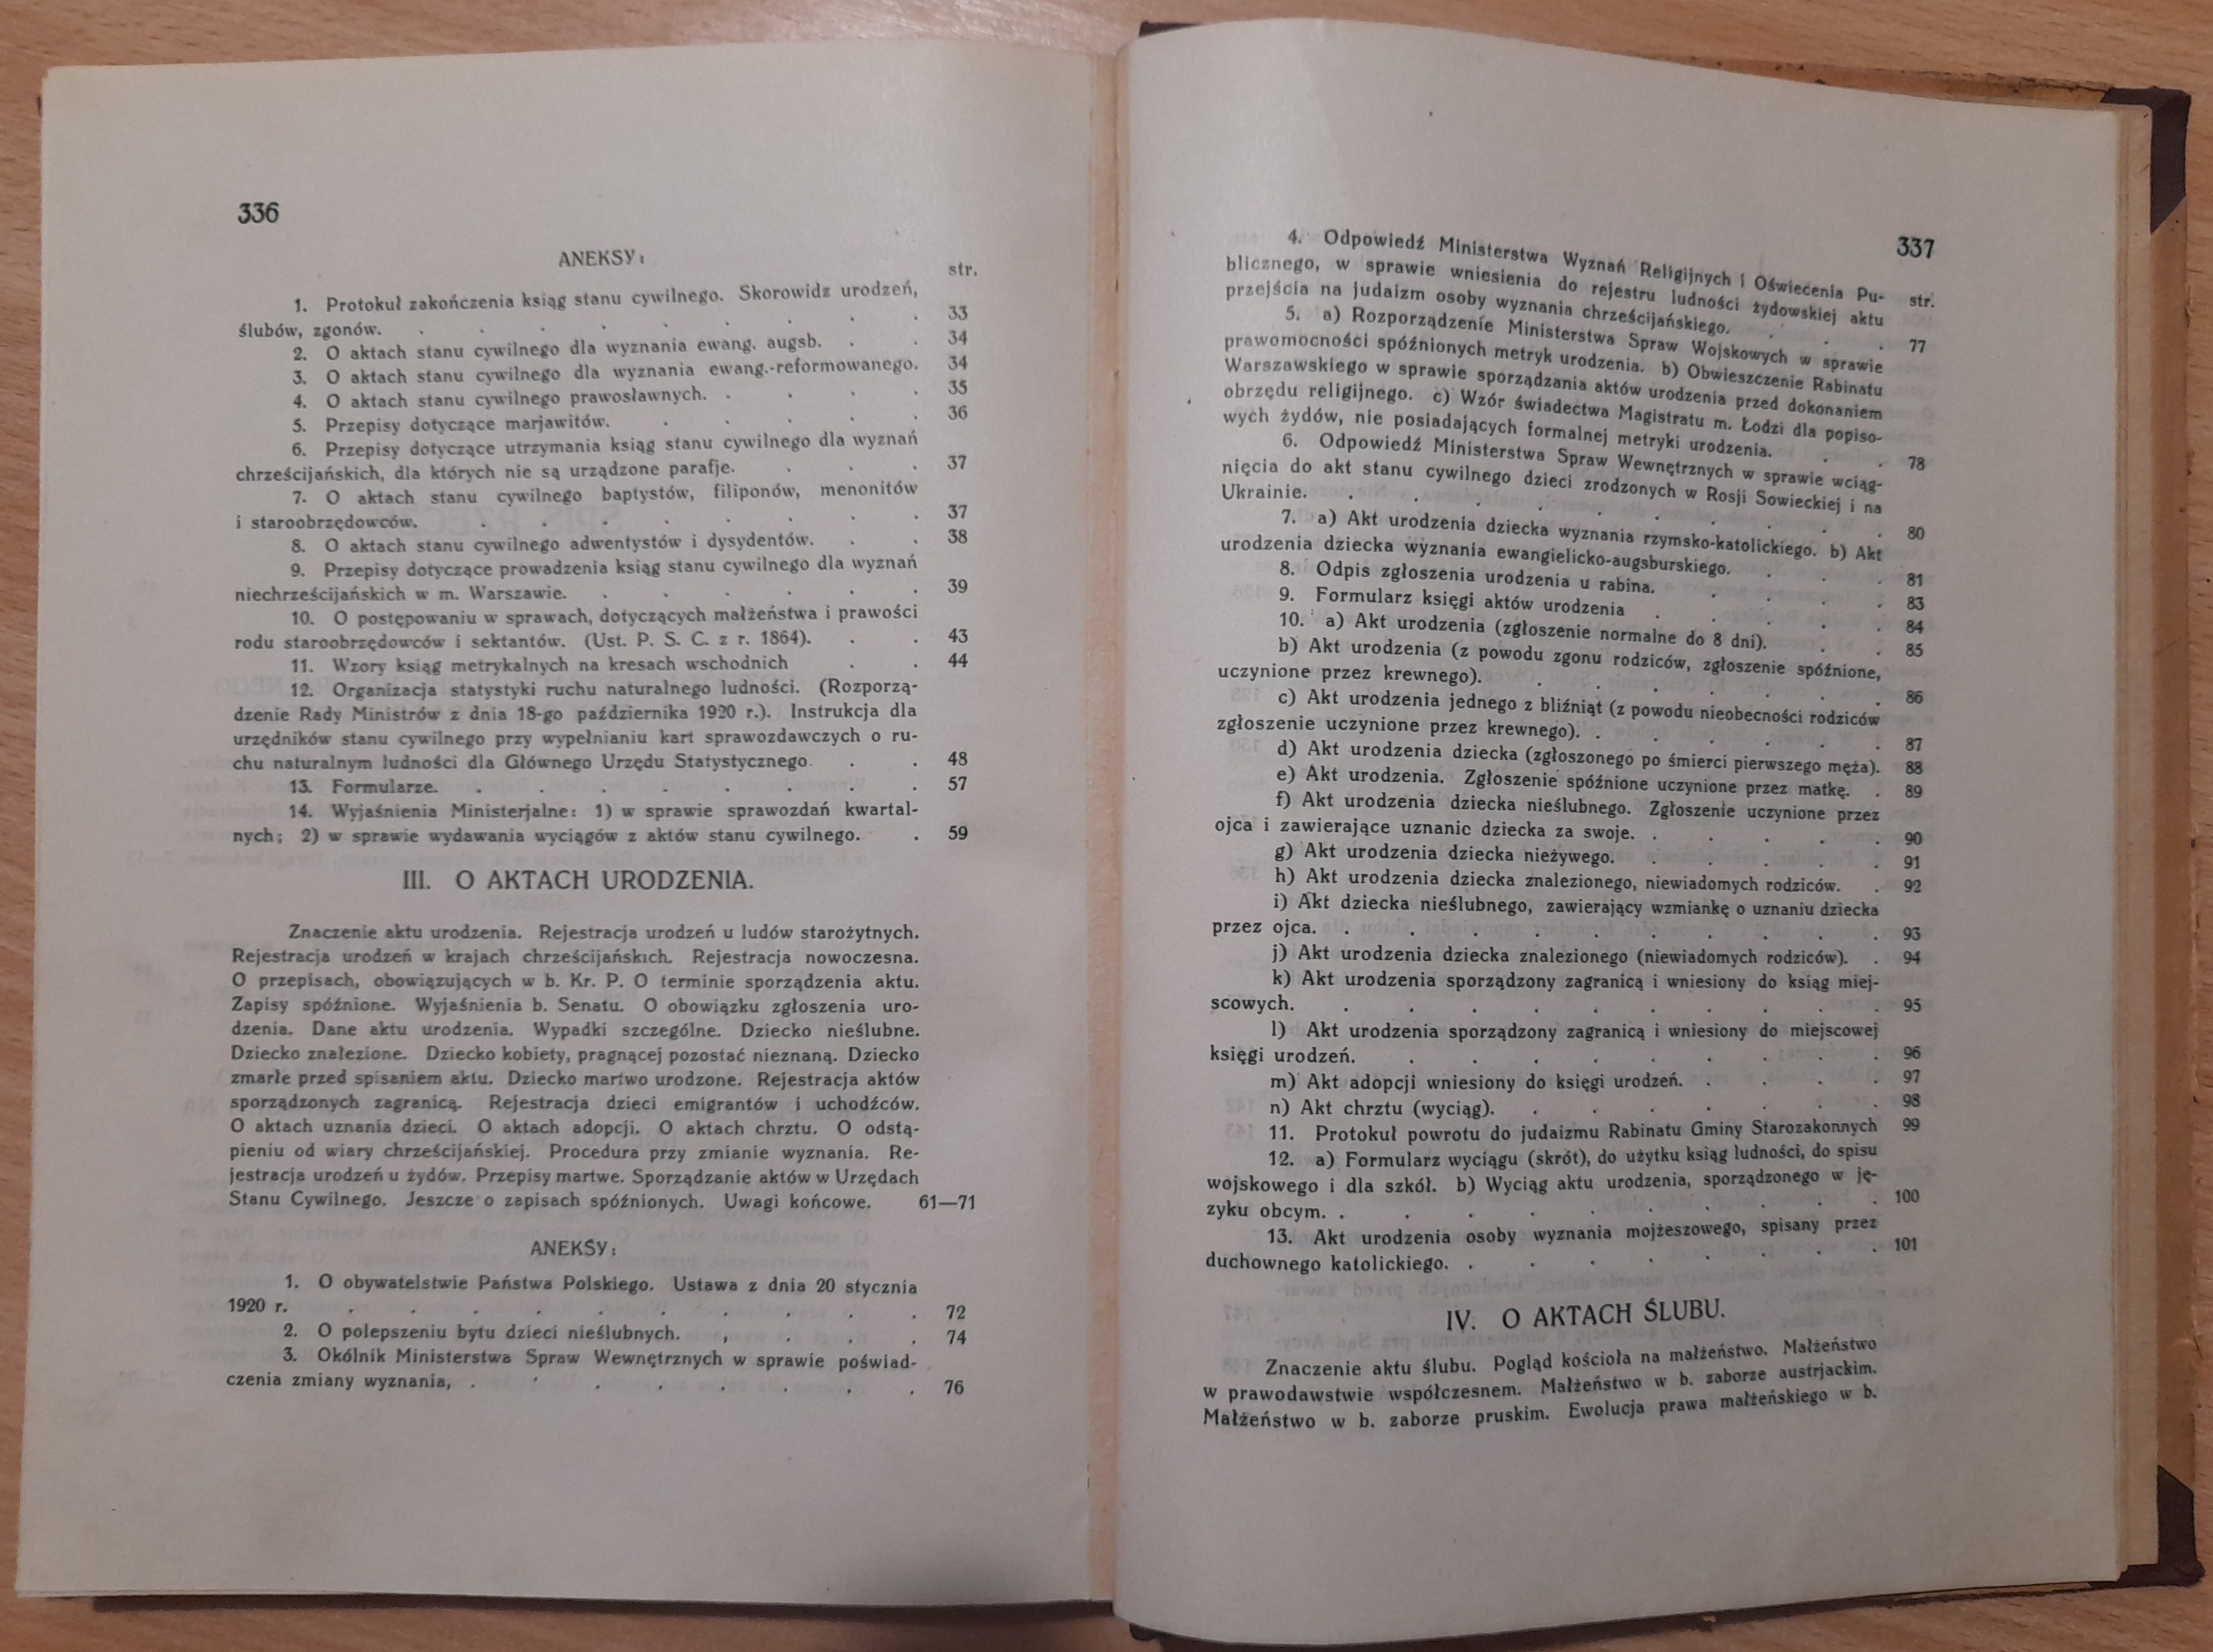 336
ANEKSY:
str.
1. Protokuł zakończenia ksiąg stanu cywilnego. Skorowidz urodzeń,
ślubów, zgonów. . . . . . . . . . 33
2. O aktach stanu cywilnego dla wyznania ewang. augsb. . . 34
3. O aktach stanu cywilnego dla wyznania ewang.-reformowanego. 34
4. O aktach stanu cywilnego prawosławnych. . . . . 35
5. Przepisy dotyczące marjawitów. . . . . . 36
6. Przepisy dotyczące utrzymania ksiąg stanu cywilnego dla wyznań
chrześcijańskich, dla których nie są urządzone parafje. . . . 37
7. O aktach stanu cywilnego baptystów, filiponów, menonitów
i staroobrzędowców. . . . . . . . . 37
8. O aktach stanu cywilnego adwentystów i dysydentów. . . 38
9. Przepisy dotyczące prowadzenia ksiąg stanu cywilnego dla wyznań
niechrześcijańskich w m. Warszawie. . . . . . . 39
10. O postępowaniu w sprawach, dotyczących małżeństwa i prawości
rodu staroobrzędowców i sektantów. (Ust. P. S. C. z r. 1864). . . 43
11. Wzory ksiąg metrykalnych na kresach wschodnich . . 44
12. Organizacja statystyki ruchu naturalnego ludności. (Rozporzą-
dzenie Rady Ministrów z dnia 18-go października 1920 r.). Instrukcja dla
urzędników stanu cywilnego przy wypełnianiu kart sprawozdawczych o ru-
chu naturalnym ludności dla Głównego Urzędu Statystycznego. . . 48
13. Formularze. . . . . . . . . 57
14. Wyjaśnienia Ministerjalne: 1) w sprawie sprawozdań kwartal-
nych; 2) w sprawie wydawania wyciągów z aktów stanu cywilnego. . 59
III. O AKTACH URODZENIA.
Znaczenie aktu urodzenia. Rejestracja urodzeń u ludów starożytnych.
Rejestracja urodzeń w krajach chrześcijańskich. Rejestracja nowoczesna.
O przepisach, obowiązujących w b. Kr. P. O terminie sporządzenia aktu.
Zapisy spóźnione. Wyjaśnienia b. Senatu. O obowiązku zgłoszenia uro-
dzenia. Dane aktu urodzenia. Wypadki szczególne. Dziecko nieślubne.
Dziecko znalezione. Dziecko kobiety, pragnącej pozostać nieznaną. Dziecko
zmarłe przed spisaniem aktu. Dziecko martwo urodzone. Rejestracja aktów
sporządzonych zagranicą. Rejestracja dzieci emigrantów i uchodźców.
O aktach uznania dzieci. O aktach adopcji. O aktach chrztu. O odstą-
pieniu od wiary chrześcijańskiej. Procedura przy zmianie wyznania. Re-
jestracja urodzeń u żydów. Przepisy martwe. Sporządzanie aktów w Urzędach
Stanu Cywilnego. Jeszcze o zapisach spóźnionych. Uwagi końcowe. 61—71
ANEKSY:
1. O obywatelstwie Państwa Polskiego. Ustawa z dnia 20 stycznia
1920 r. . . . . . . . . . . 72
2. O polepszeniu bytu dzieci nieślubnych. , . . . 74
3. Okólnik Ministerstwa Spraw Wewnętrznych w sprawie poświad-
czenia zmiany wyznania, . . . . . . . . 76
337
str.
4. Odpowiedź Ministerstwa Wyznań Religijnych i Oświecenia Pu-
blicznego, w sprawie wniesienia do rejestru ludności żydowskiej aktu
przejścia na judaizm osoby wyznania chrześcijańskiego. . . . 77
5. a) Rozporządzenie Ministerstwa Spraw Wojskowych w sprawie
prawomocności spóźnionych metryk urodzenia. b) Obwieszczenie Rabinatu
Warszawskiego w sprawie sporządzania aktów urodzenia przed dokonaniem
obrzędu religijnego. c) Wzór świadectwa Magistratu m. Łodzi dla popiso-
wych żydów, nie posiadających formalnej metryki urodzenia. . . 78
6. Odpowiedź Ministerstwa Spraw Wewnętrznych w sprawie wciąg-
nięcia do akt stanu cywilnego dzieci zrodzonych w Rosji Sowieckiej i na
Ukrainie. . . . . . . . . . . 80
7. a) Akt urodzenia dziecka wyznania rzymsko-katolickiego. b) Akt
urodzenia dziecka wyznania ewangielicko-augsburskiego. . . . 81
8. Odpis zgłoszenia urodzenia u rabina. . . . . 83
9. Formularz księgi aktów urodzenia . . . . . 84
10. a) Akt urodzenia (zgłoszenie normalne do 8 dni). . . 85
b) Akt urodzenia (z powodu zgonu rodziców, zgłoszenie spóźnione,
uczynione przez krewnego). . . . . . . . 86
c) Akt urodzenia jednego z bliźniąt (z powodu nieobecności rodziców
zgłoszenie uczynione przez krewnego). . . . . . . 87
d) Akt urodzenia dziecka (zgłoszonego po śmierci pierwszego męża). 88
e) Akt urodzenia. Zgłoszenie spóźnione uczynione przez matkę. . 89
f) Akt urodzenia dziecka nieślubnego. Zgłoszenie uczynione przez
ojca i zawierające uznanie dziecka za swoje. . . . . . 90
g) Akt urodzenia dziecka nieżywego. . . . . . 91
h) Akt urodzenia dziecka znalezionego, niewiadomych rodziców. . 92
i) Akt dziecka nieślubnego, zawierający wzmiankę o uznaniu dziecka
przez ojca. . . . . . . . . . . 93
j) Akt urodzenia dziecka znalezionego (niewiadomych rodziców). . 94
k) Akt urodzenia sporządzony zagranicą i wniesiony do ksiąg miej-
scowych. . . . . . . . . . . 95
l) Akt urodzenia sporządzony zagranicą i wniesiony do miejscowej
księgi urodzeń. . . . . . . . . . 96
m) Akt adopcji wniesiony do księgi urodzeń. . . . . 97
n) Akt chrztu (wyciąg). . . . . . . . 98
11. Protokuł powrotu do judaizmu Rabinatu Gminy Starozakonnych 99
12. a) Formularz wyciągu (skrót), do użytku ksiąg ludności, do spisu
wojskowego i dla szkół. b) Wyciąg aktu urodzenia, sporządzonego w ję-
zyku obcym. . . . . . . . . . . 100
13. Akt urodzenia osoby wyznania mojżeszowego, spisany przez
duchownego katolickiego. . . . . . . . 101
IV. O AKTACH ŚLUBU.
Znaczenie aktu ślubu. Pogląd kościoła na małżeństwo. Małżeństwo
w prawodawstwie współczesnem. Małżeństwo w b. zaborze austrjackim.
Małżeństwo w b. zaborze pruskim. Ewolucja prawa małżeńskiego w b.